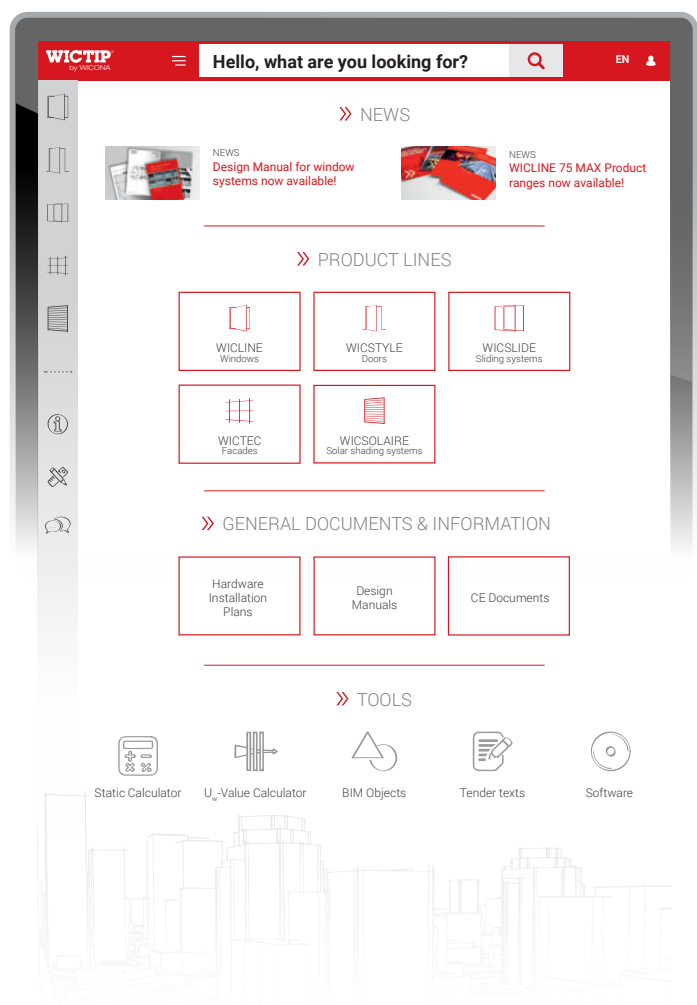 WICTIP
by WICONA
Hello, what are you looking for?
EN
NEWS
NEWS
Design Manual for window
systems now available!
NEWS
WICLINE 75 MAX Product
ranges now available!
PRODUCT LINES
WICLINE
Windows
WICSTYLE
Doors
WICSLIDE
Sliding systems
WICTEC
Facades
WICSOLAIRE
Solar shading systems
GENERAL DOCUMENTS & INFORMATION
Hardware
Installation
Plans
Design
Manuals
CE Documents
TOOLS
Static Calculator
Uw-Value Calculator
BIM Objects
Tender texts
Software